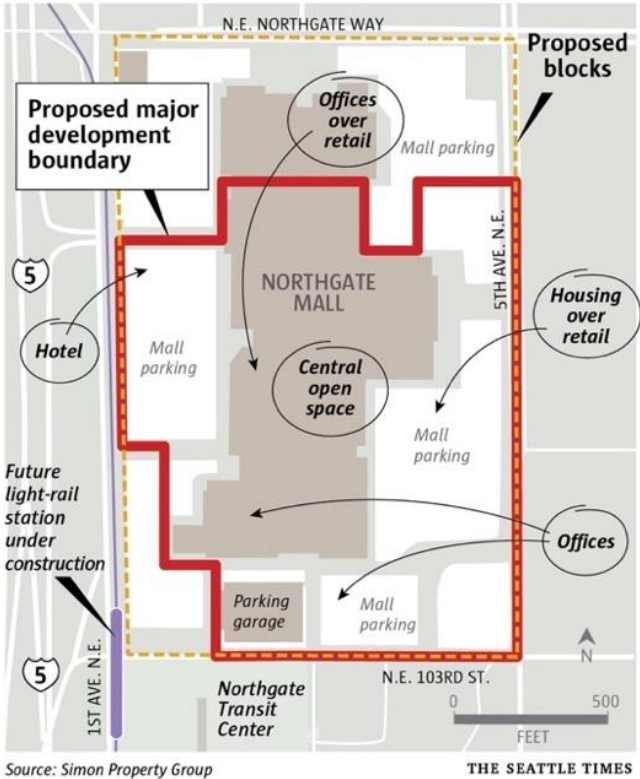 N.E. NORTHGATE WAY
Proposed
blocks
Proposed major
development
boundary
Offices
over
retail
Mall parking
5TH AVE. N.E.
5
NORTHGATE
MALL
Housing
over
retail
Hotel
Mall
parking
Central
open
space
Mall
parking
Future
light-rail
station
under
construction
Offices
Parking
garage
Mall
parking
N
5
1ST AVE. N.E.
Northgate
Transit
Center
N.E. 103RD ST.
0 500
FEET
Source: Simon Property Group
THE SEATTLE TIMES